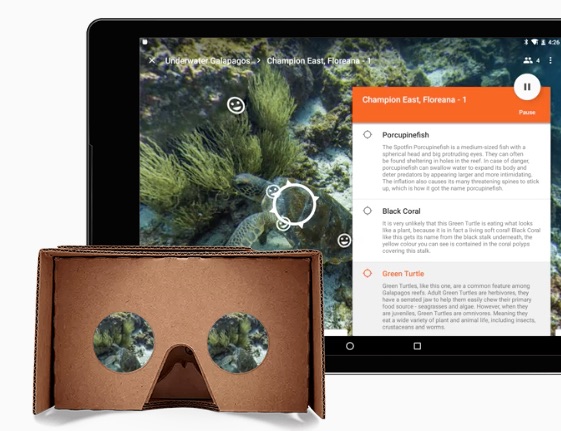 4:26
Underwater Galapagos... > Champion East, Floreana - 1
4
Champion East, Floreana - 1
Pause
Porcupinefish
The Spotfin Porcupinefish is a medium sized fish with a
spherical head and big protruding eyes. They can often
be found sheltering in holes in the reef. In case of danger,
porcupinefish can swallow water to expand its body and
deter predators by appearing larger and more intimidating.
The inflation also causes its many threatening spines to stick
up, which is how it got the name porcupinefish.
Black Coral
It is very unlikely that this Green Turtle is eating what looks
like a plant, because it is in fact a living soft coral! Black Coral
like this gets its name from the black stalk underneath, the
yellow colour you can see is contained in the coral polyps
covering this stalk.
Green Turtle
Green Turtles, like this one, are a common feature among
Galapagos reefs. Adult Green Turtles are herbivores, they
have a serrated jaw to help them easily chew their primary
food source - seagrasses and algae. However, when they
are juveniles, Green Turtles are omnivores. Meaning they
eat a wide variety of plant and animal life, including insects,
crustaceans and worms.